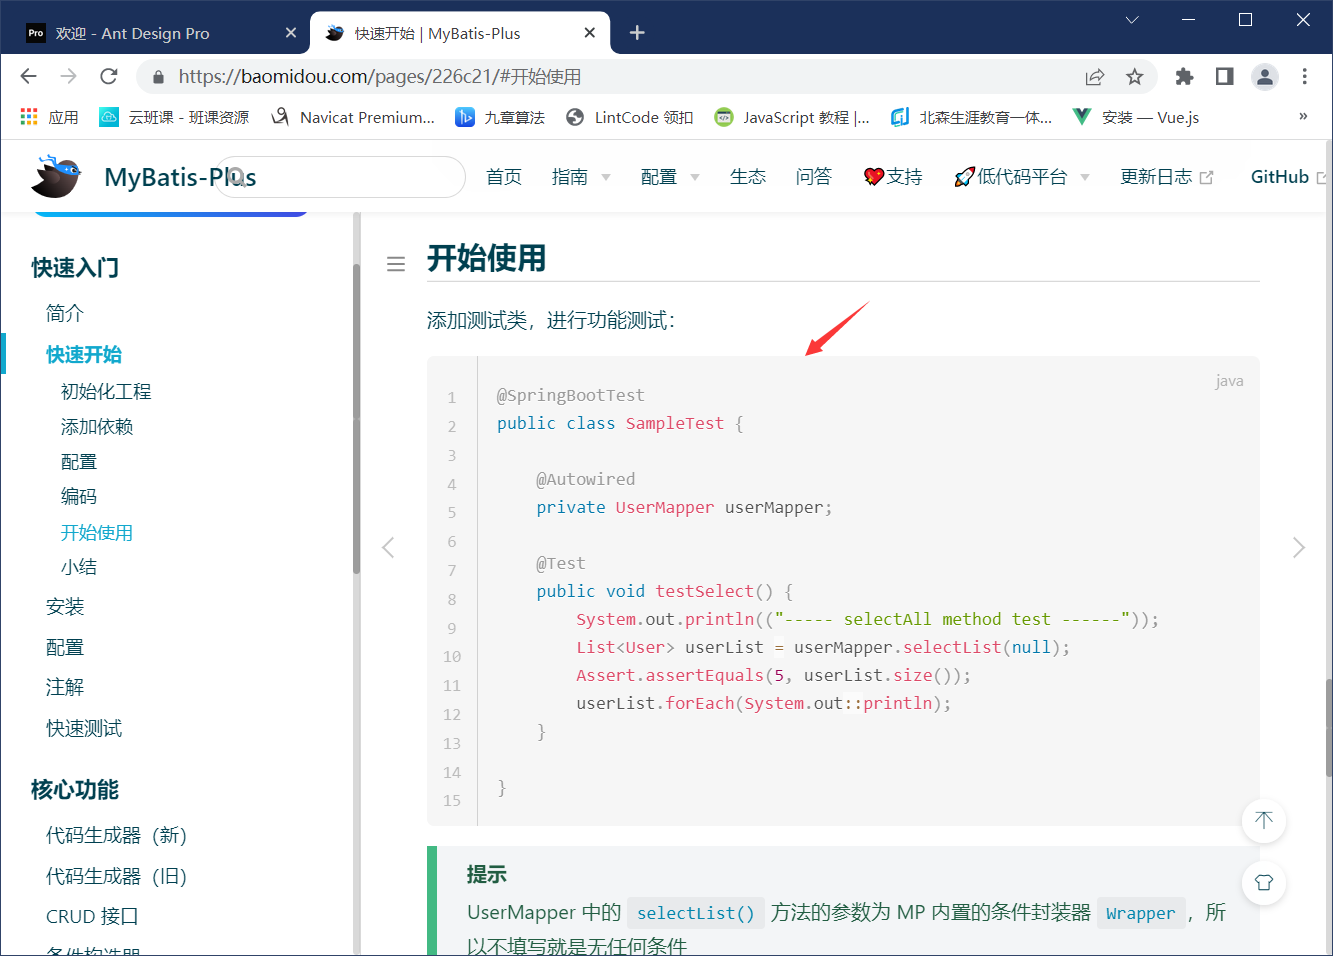 Pro 欢迎 - Ant Design Pro
快速开始 | MyBatis-Plus
https://baomidou.com/pages/226c21/#开始使用
应用 云班课 - 班课资源 Navicat Premium... 九章算法 LintCode 领扣 JavaScript 教程 |... 北森生涯教育一体... 安装 — Vue.js »
MyBatis-Plus 首页 指南 配置 生态 问答 支持 低代码平台 更新日志 GitHub
快速入门
简介
快速开始
初始化工程
添加依赖
配置
编码
开始使用
小结
安装
配置
注解
快速测试
核心功能
代码生成器（新）
代码生成器（旧）
CRUD 接口
条件构造器
开始使用
添加测试类，进行功能测试：
java
1 @SpringBootTest
2 public class SampleTest {
3
4 @Autowired
5 private UserMapper userMapper;
6
7 @Test
8 public void testSelect() {
9 System.out.println(("----- selectAll method test ------"));
10 List<User> userList = userMapper.selectList(null);
11 Assert.assertEquals(5, userList.size());
12 userList.forEach(System.out::println);
13 }
14
15 }
提示
UserMapper 中的 selectList() 方法的参数为 MP 内置的条件封装器 Wrapper ，所
以不填写就是无任何条件